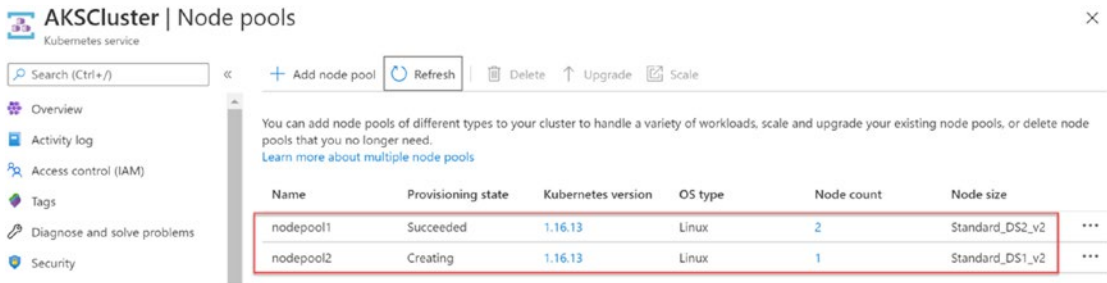 AKSCluster | Node pools
Kubernetes service
Search (Ctrl+/)
Add node pool
Refresh
Delete
Upgrade
Scale
Overview
Activity log
Access control (IAM)
Tags
Diagnose and solve problems
Security
You can add node pools of different types to your cluster to handle a variety of workloads, scale and upgrade your existing node pools, or delete node
pools that you no longer need.
Learn more about multiple node pools
Name Provisioning state Kubernetes version OS type Node count Node size
nodepool1 Succeeded 1.16.13 Linux 2 Standard_DS2_v2
nodepool2 Creating 1.16.13 Linux 1 Standard_DS1_v2